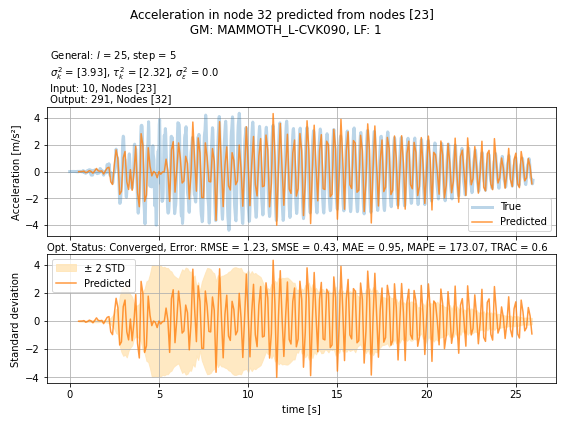 Acceleration in node 32 predicted from nodes [23]
GM: MAMMOTH_L-CVK090, LF: 1
General: l = 25, step = 5
σ²ₖ = [3.93], τ²ₖ = [2.32], σ²ε = 0.0
Input: 10, Nodes [23]
Output: 291, Nodes [32]
Acceleration [m/s²]
4
2
0
−2
−4
True
Predicted
Opt. Status: Converged, Error: RMSE = 1.23, SMSE = 0.43, MAE = 0.95, MAPE = 173.07, TRAC = 0.6
Standard deviation
4
2
0
−2
−4
± 2 STD
Predicted
0 5 10 15 20 25
time [s]